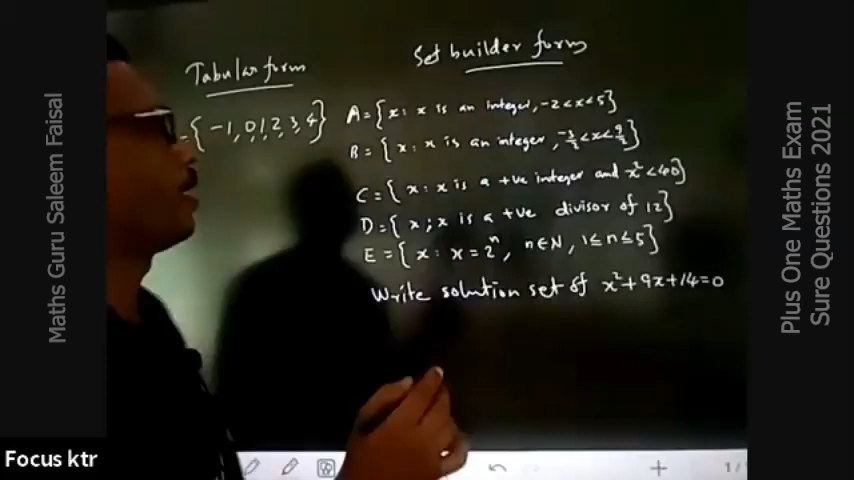 Tabular form
Set builder form
={ -1, 0, 1, 2, 3, 4}
A={x: x is an integer, -2<x<5}
B={x: x is an integer, -3/2<x<9/2}
C={x: x is a +ve integer and x²<40}
D={x; x is a +ve divisor of 12}
E={x: x=2ⁿ, n∈N, 1≤n≤5}
Write solution set of x²+9x+14=0
Maths Guru Saleem Faisal
Plus One Maths Exam
Sure Questions 2021
Focus ktr
1/